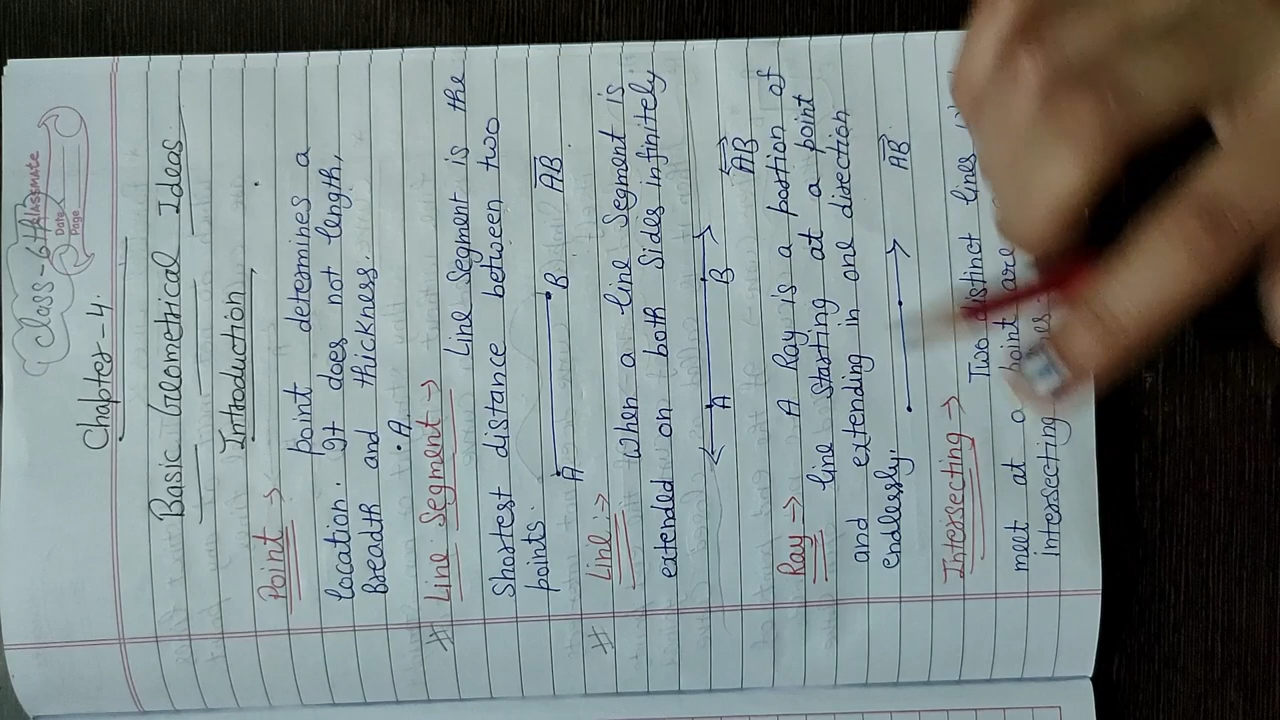 Class - 6th
CLASSMATE
Date
Page
Chapter - 4.
Basic Geometrical Ideas.
Introduction
Point →
point determines a
location. It does not length,
Breadth and thickness.
. A.
# Line Segment → Line Segment is the
Shortest distance between two
points.
A B AB
# Line :→ When a line Segment is
extended on both Sides infinitely
A B AB
Ray → A Ray is a portion of
line Starting at a point
and extending in one direction
endlessly.
AB
Intersecting → Two distinct lines
meet at a point are
intersecting